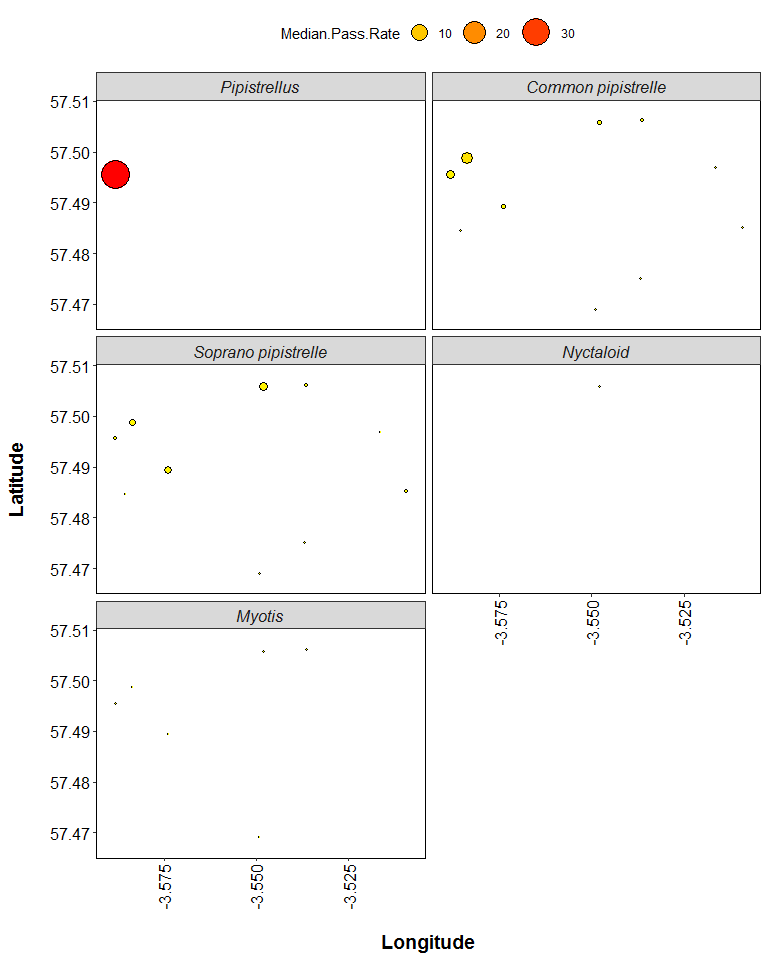 Median.Pass.Rate 10 20 30
Pipistrellus Common pipistrelle
57.51
57.50
57.49
57.48
57.47
Soprano pipistrelle Nyctaloid
57.51
57.50
57.49
57.48
57.47
-3.575 -3.550 -3.525
Myotis
57.51
57.50
57.49
57.48
57.47
-3.575 -3.550 -3.525
Latitude
Longitude